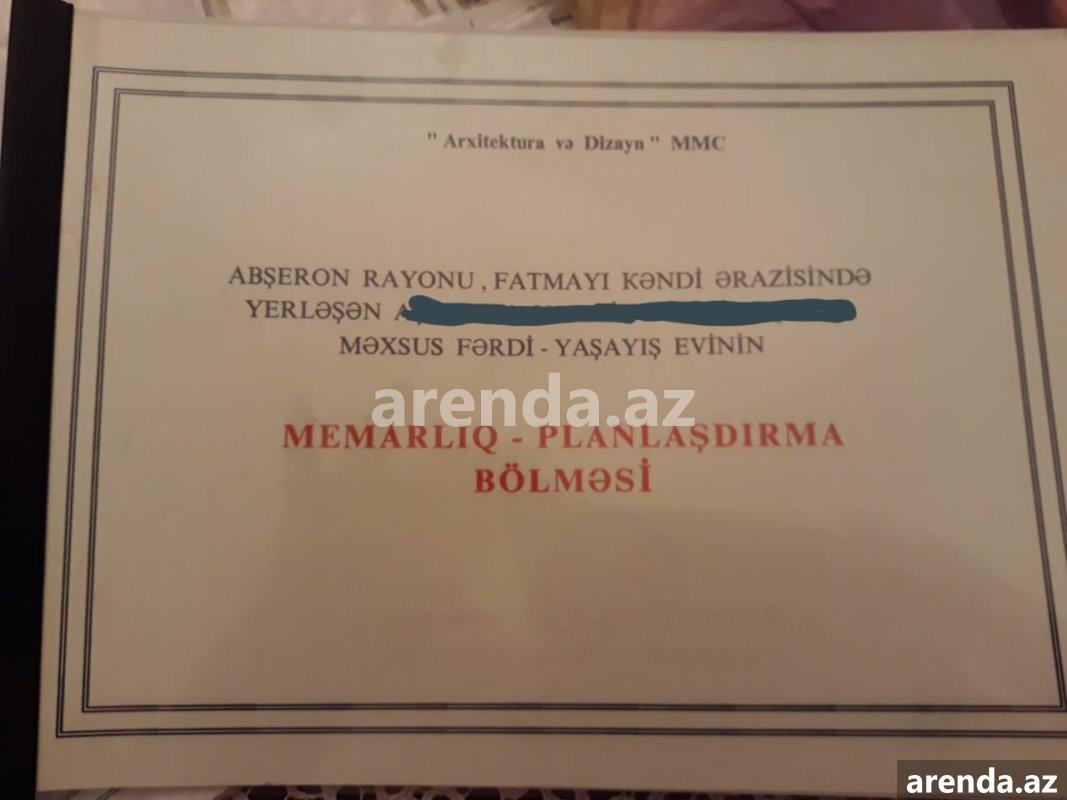 " Arxitektura və Dizayn " MMC
ABŞERON RAYONU, FATMAYI KƏNDİ ƏRAZİSİNDƏ
YERLƏŞƏN
MƏXSUS FƏRDİ - YAŞAYIŞ EVİNİN
arenda.az
MEMARLIQ - PLANLAŞDIRMA
BÖLMƏSİ
arenda.az